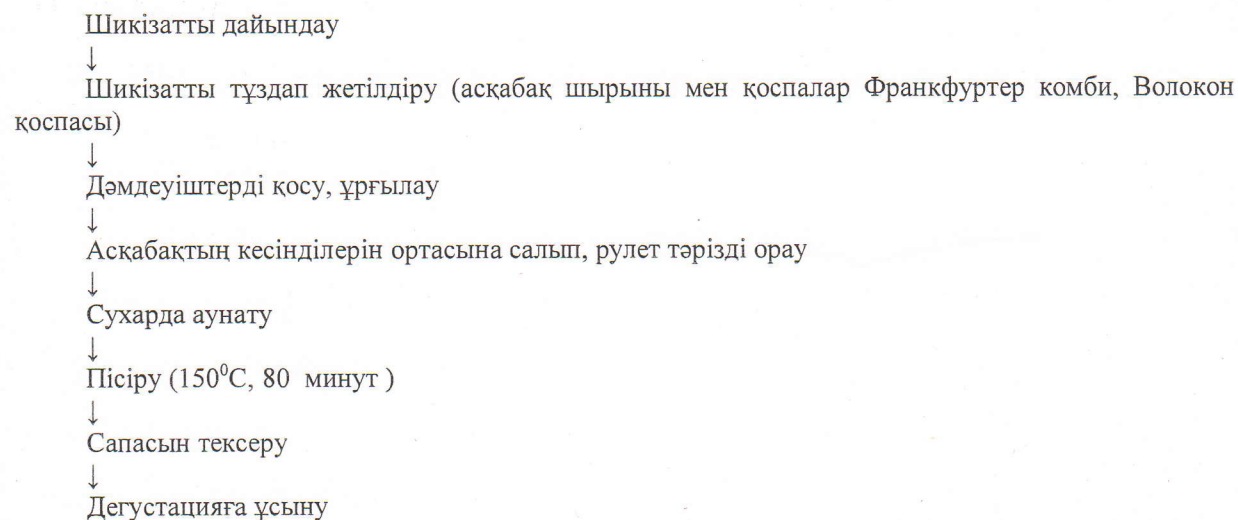 Шикізатты дайындау
↓
Шикізатты тұздап жетілдіру (асқабақ шырыны мен қоспалар Франкфуртер комби, Волокон
қоспасы)
↓
Дәмдеуіштерді қосу, ұрғылау
↓
Асқабақтың кесінділерін ортасына салып, рулет тәрізді орау
↓
Сухарда аунату
↓
Пісіру (150⁰С, 80 минут )
↓
Сапасын тексеру
↓
Дегустацияға ұсыну